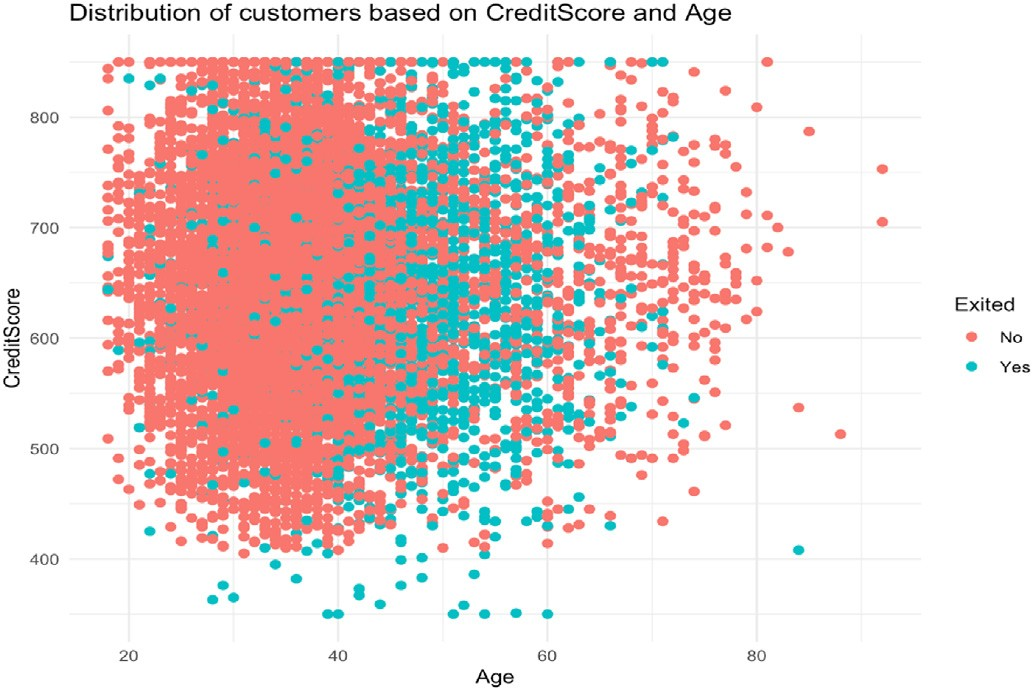 Distribution of customers based on CreditScore and Age
800
700
600
500
400
CreditScore
20 40 60 80
Age
Exited
No
Yes